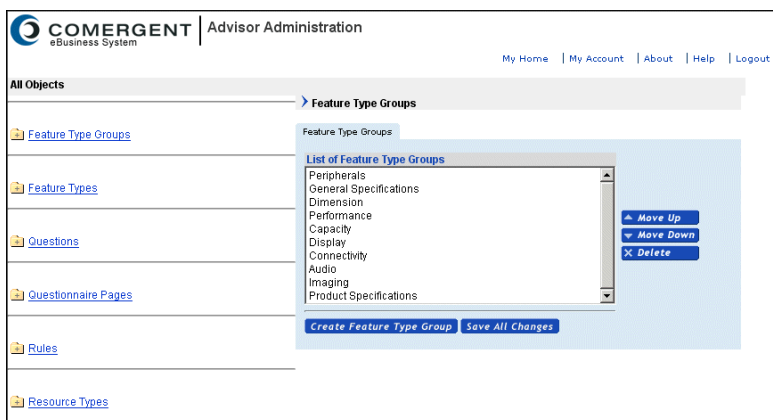 COMERGENT
eBusiness System
Advisor Administration
My Home | My Account | About | Help | Logout
All Objects
Feature Type Groups
Feature Types
Questions
Questionnaire Pages
Rules
Resource Types
Feature Type Groups
Feature Type Groups
List of Feature Type Groups
Peripherals
General Specifications
Dimension
Performance
Capacity
Display
Connectivity
Audio
Imaging
Product Specifications
Move Up
Move Down
X Delete
Create Feature Type Group
Save All Changes